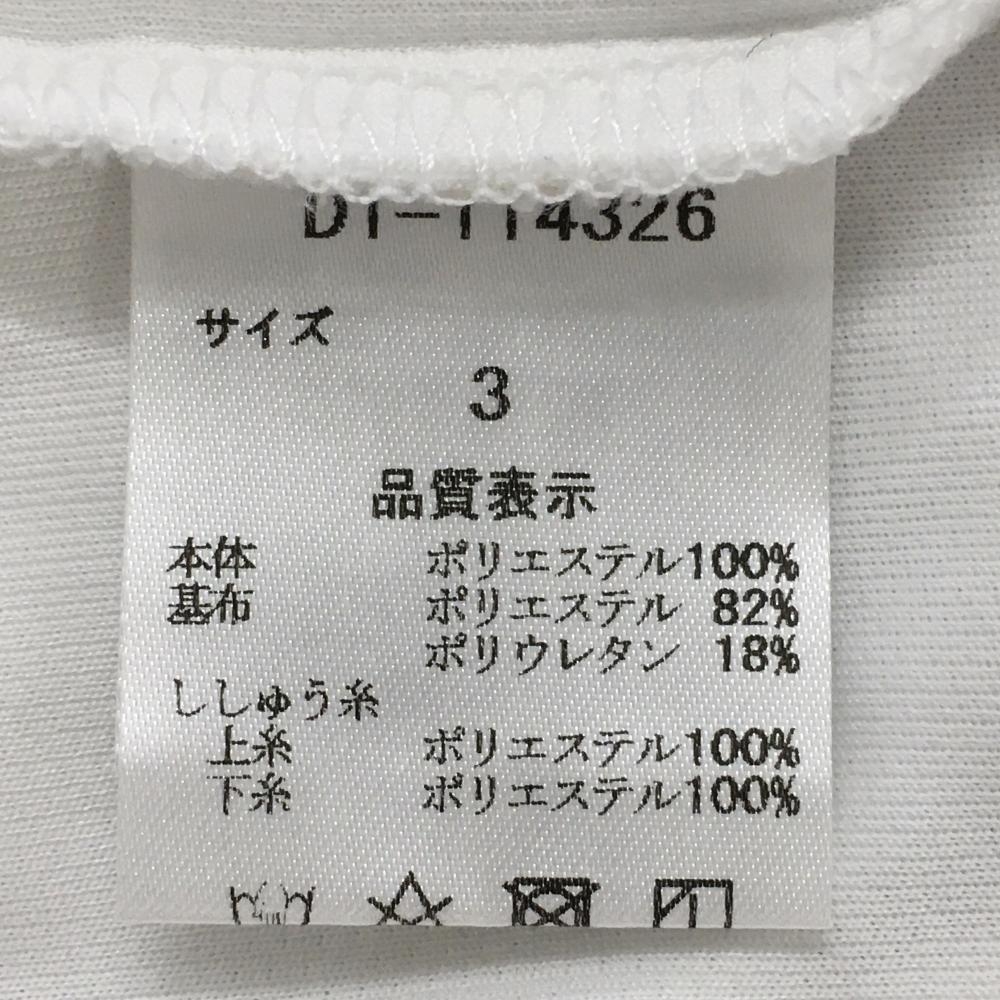 D1-114326
サイズ
3
品質表示
本体 ポリエステル100%
基布 ポリエステル 82%
ポリウレタン 18%
ししゅう糸
上糸 ポリエステル100%
下糸 ポリエステル100%